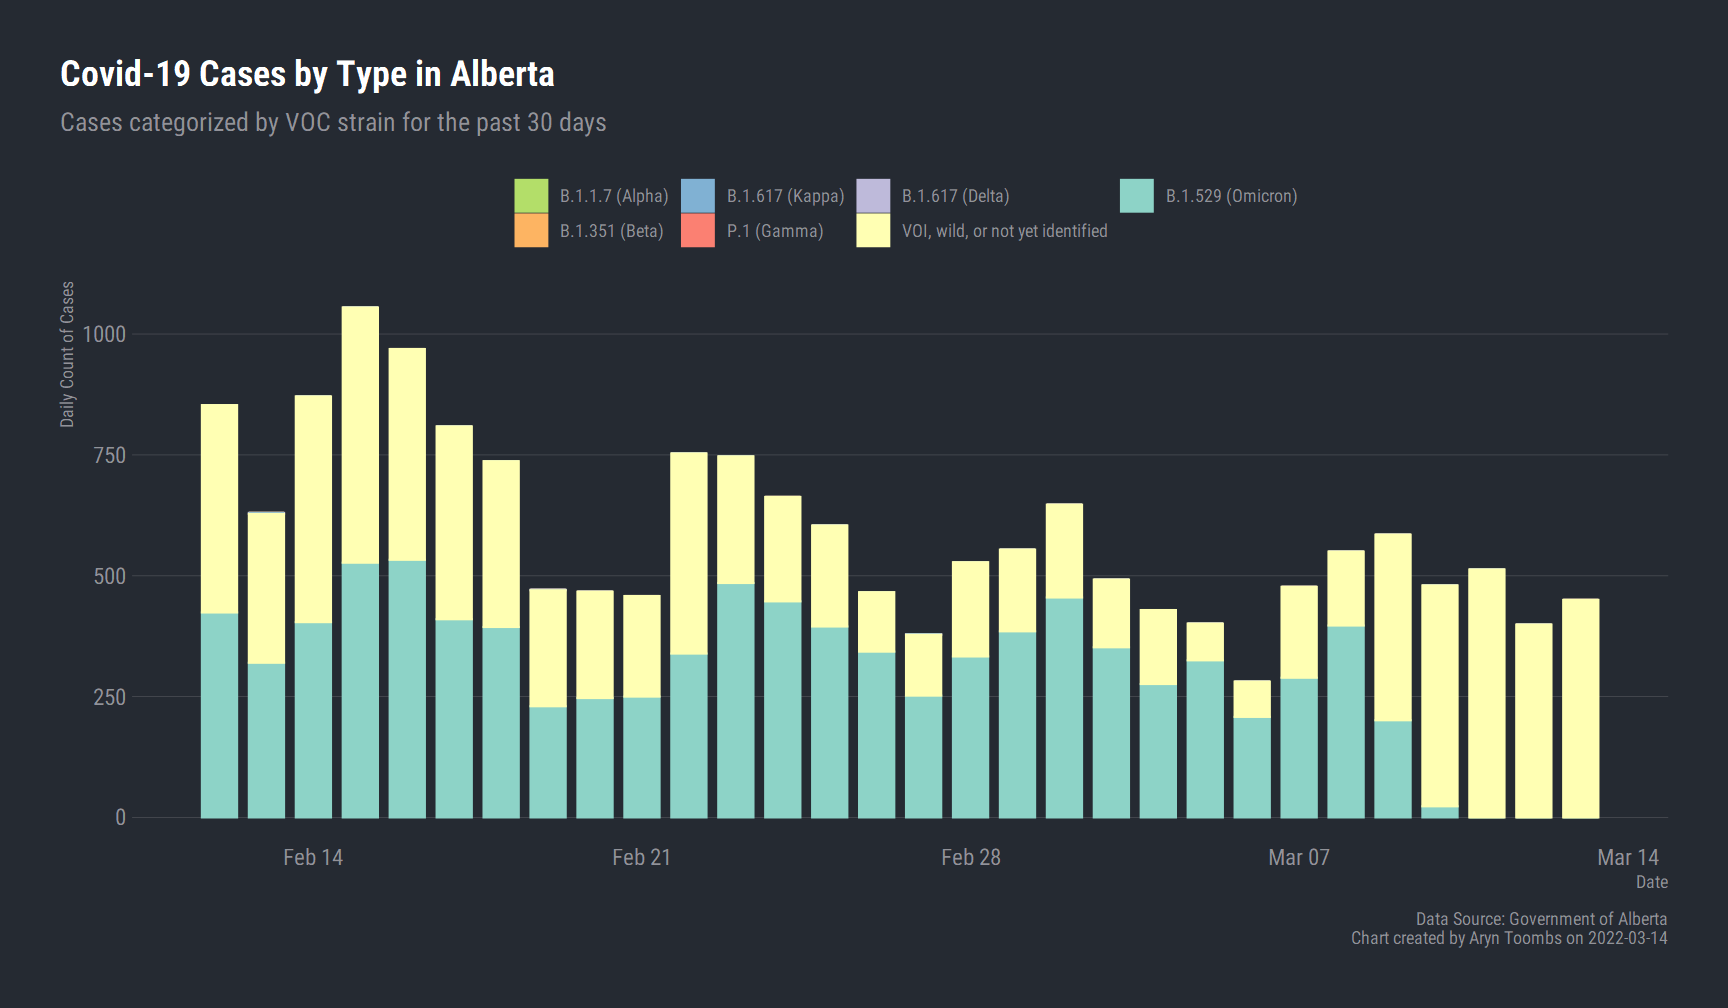 Covid-19 Cases by Type in Alberta
Cases categorized by VOC strain for the past 30 days
B.1.1.7 (Alpha)
B.1.617 (Kappa)
B.1.617 (Delta)
B.1.529 (Omicron)
B.1.351 (Beta)
P.1 (Gamma)
VOI, wild, or not yet identified
Daily Count of Cases
1000
750
500
250
0
Feb 14
Feb 21
Feb 28
Mar 07
Mar 14
Date
Data Source: Government of Alberta
Chart created by Aryn Toombs on 2022-03-14